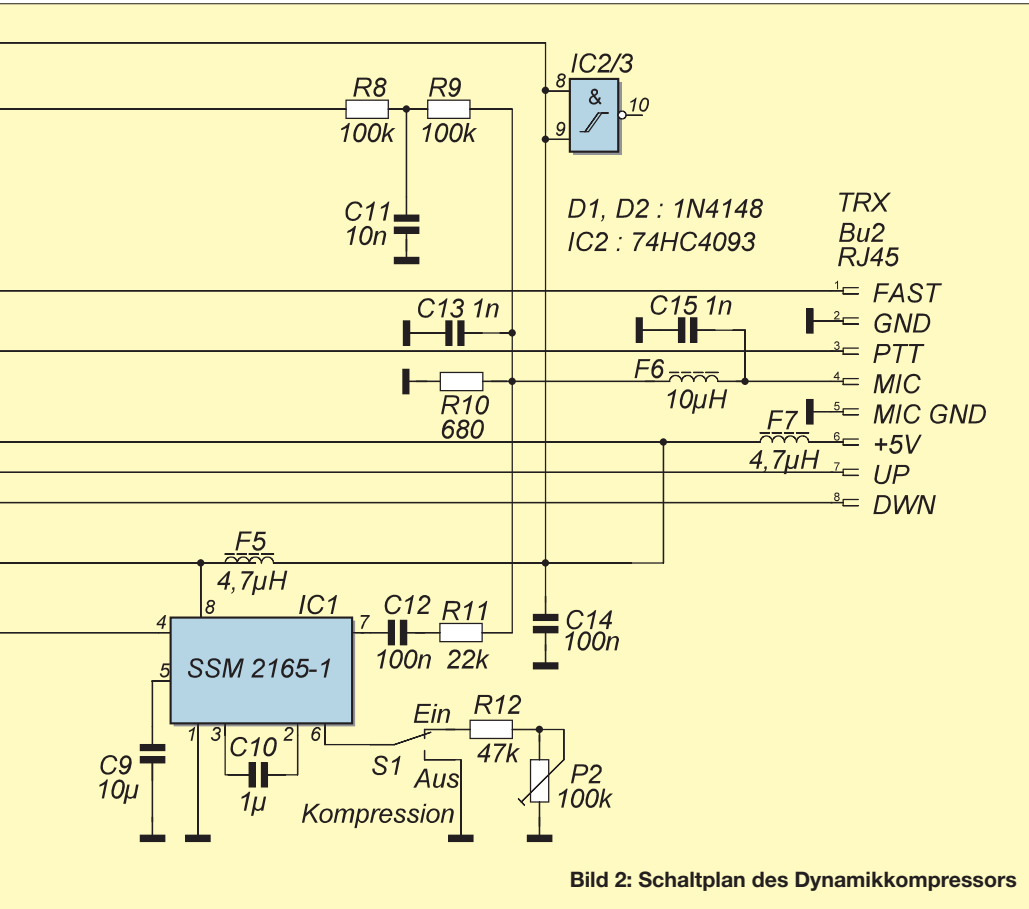 IC2/3
8
&
10
9
R8
R9
100k
100k
C11
10n
D1, D2 : 1N4148
IC2 : 74HC4093
TRX
Bu2
RJ45
1
FAST
C13 1n
C15 1n
2
GND
3
PTT
F6
4
MIC
10µH
R10
680
5
MIC GND
F7
6
+5V
4,7µH
7
UP
8
DWN
F5
4,7µH
8
IC1
4
7
C12
R11
C14
100n
100n
22k
SSM 2165-1
5
1
3
2
6
C10
1µ
C9
10µ
Ein
R12
47k
S1
Aus
P2
100k
Kompression
Bild 2: Schaltplan des Dynamikkompressors